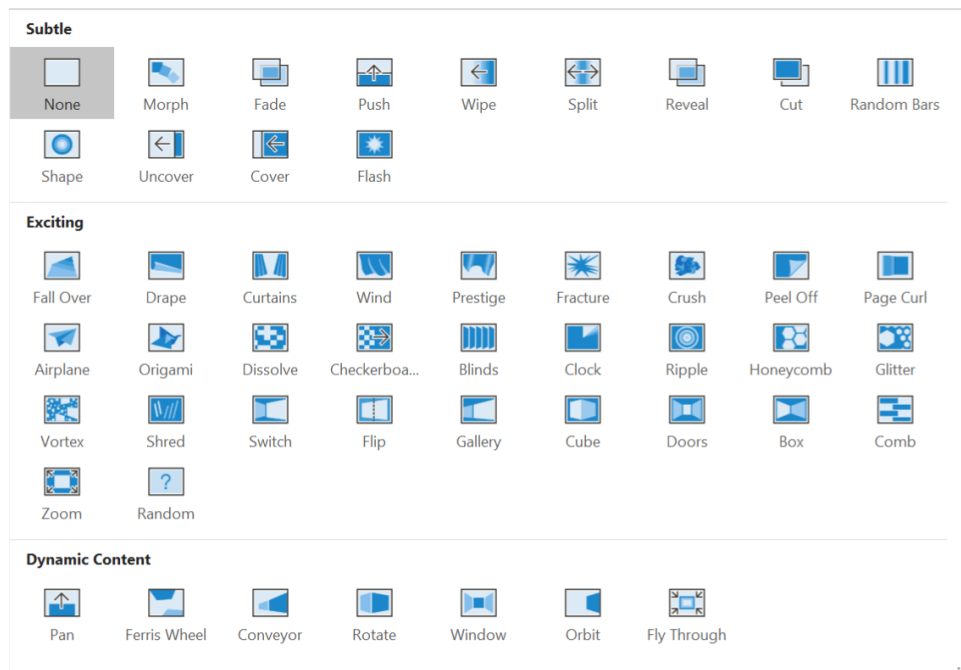 Subtle
None Morph Fade Push Wipe Split Reveal Cut Random Bars
Shape Uncover Cover Flash
Exciting
Fall Over Drape Curtains Wind Prestige Fracture Crush Peel Off Page Curl
Airplane Origami Dissolve Checkerboa... Blinds Clock Ripple Honeycomb Glitter
Vortex Shred Switch Flip Gallery Cube Doors Box Comb
?
Zoom Random
Dynamic Content
Pan Ferris Wheel Conveyor Rotate Window Orbit Fly Through